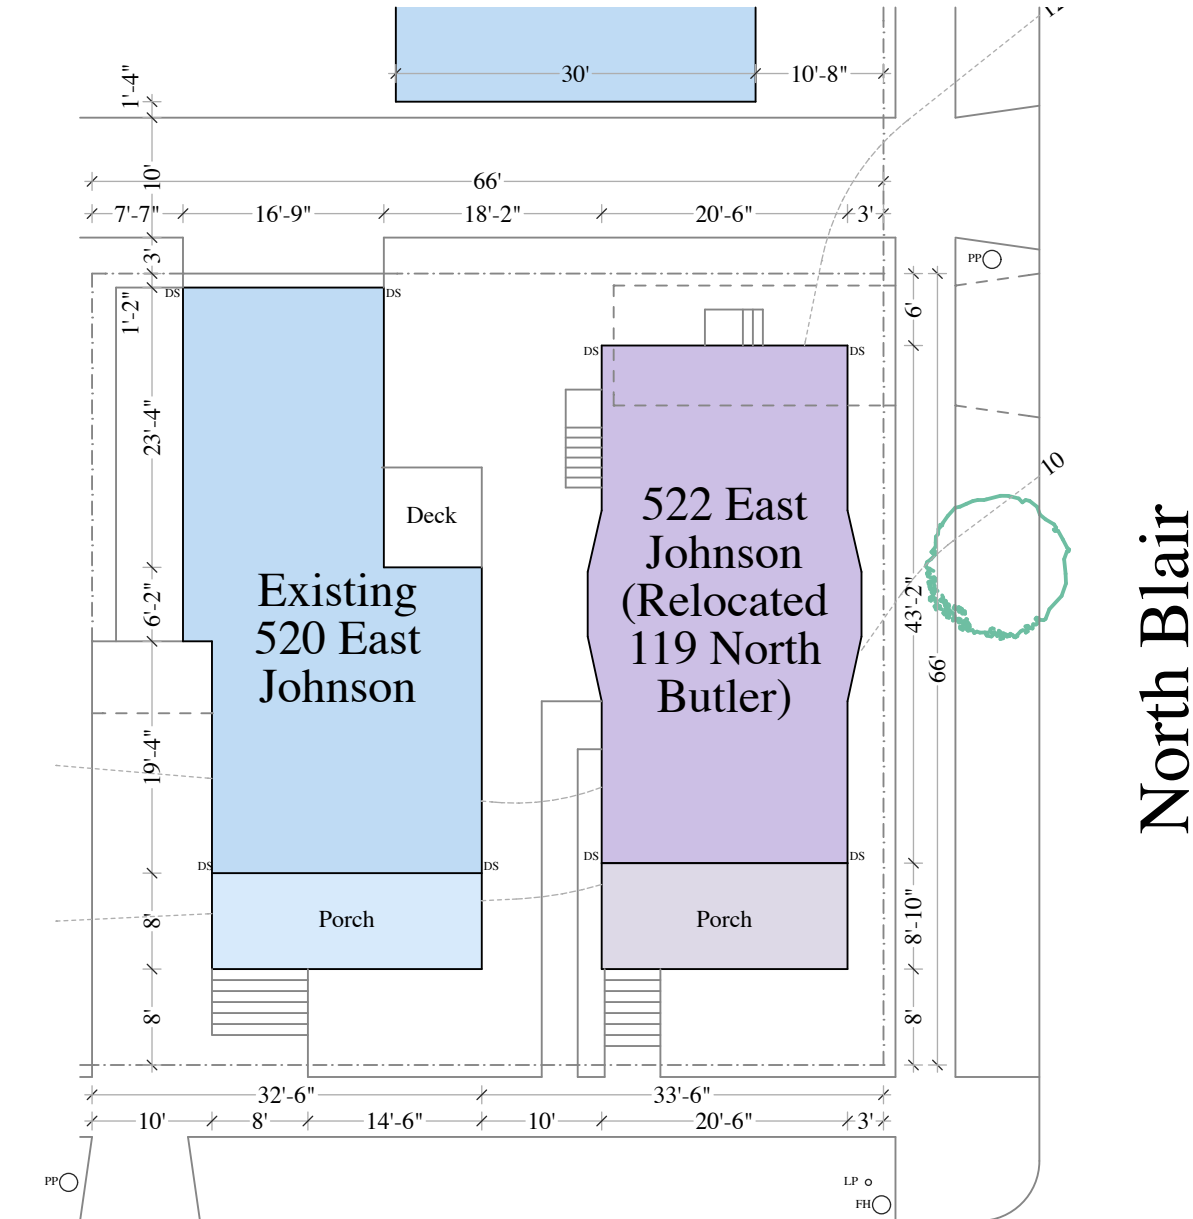 30'
10'-8"
1'-4"
10'
66'
7'-7"
16'-9"
18'-2"
20'-6"
3'
3'
PP
DS
DS
1'-2"
6'
DS
DS
23'-4"
10
Deck
522 East
Johnson
(Relocated
119 North
Butler)
Existing
520 East
Johnson
6'-2"
43'-2"
66'
North Blair
19'-4"
DS
DS
DS
DS
Porch
Porch
8'
8'-10"
8'
8'
32'-6"
33'-6"
10'
8'
14'-6"
10'
20'-6"
3'
PP
LP
FH